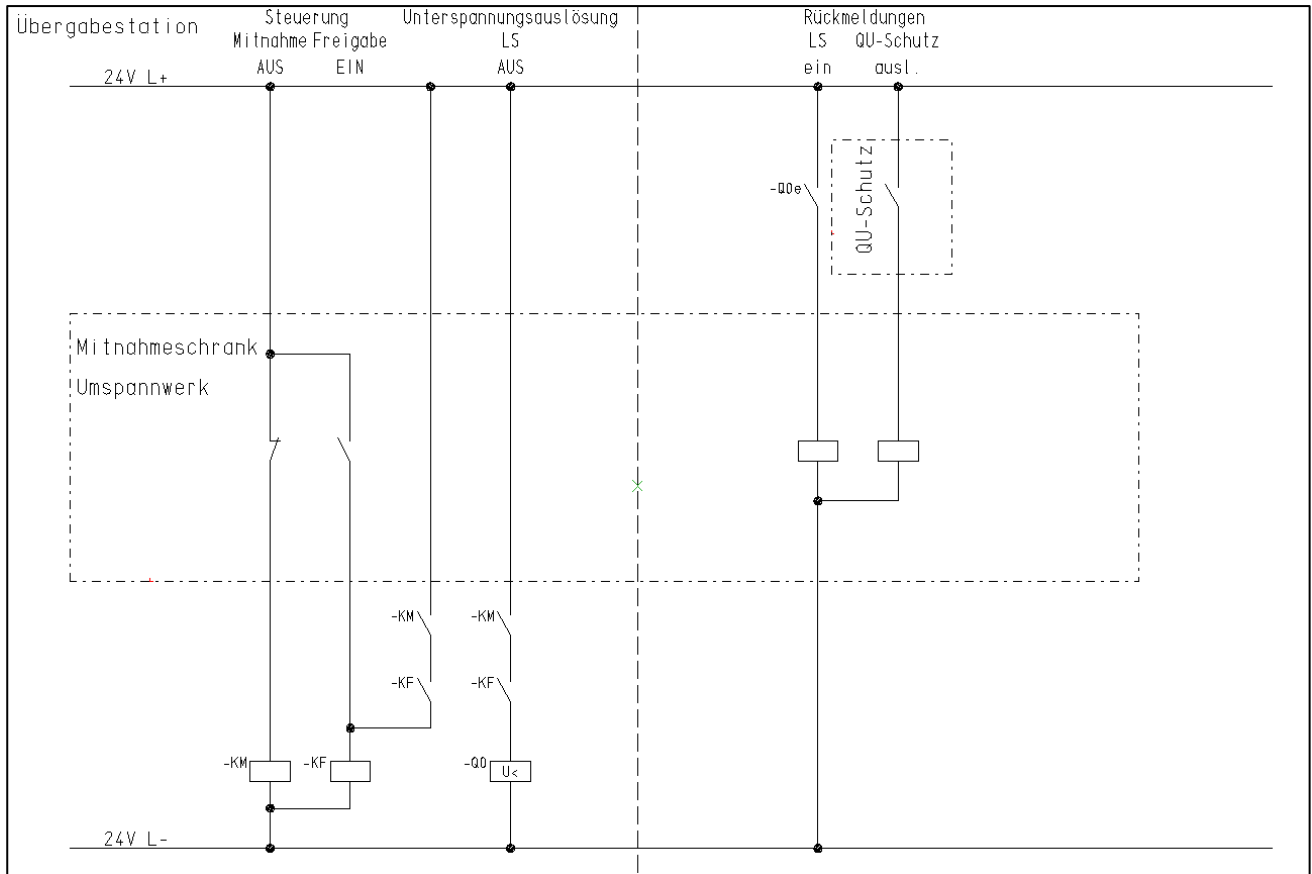 Übergabestation
Steuerung
Mitnahme Freigabe
AUS EIN
Unterspannungsauslösung
LS
AUS
Rückmeldungen
LS QU-Schutz
ein ausl.
24V L+
-Q0e
QU-Schutz
Mitnahmeschrank
Umspannwerk
-KM -KM
-KF -KF
-KM -KF -Q0 U<
24V L-